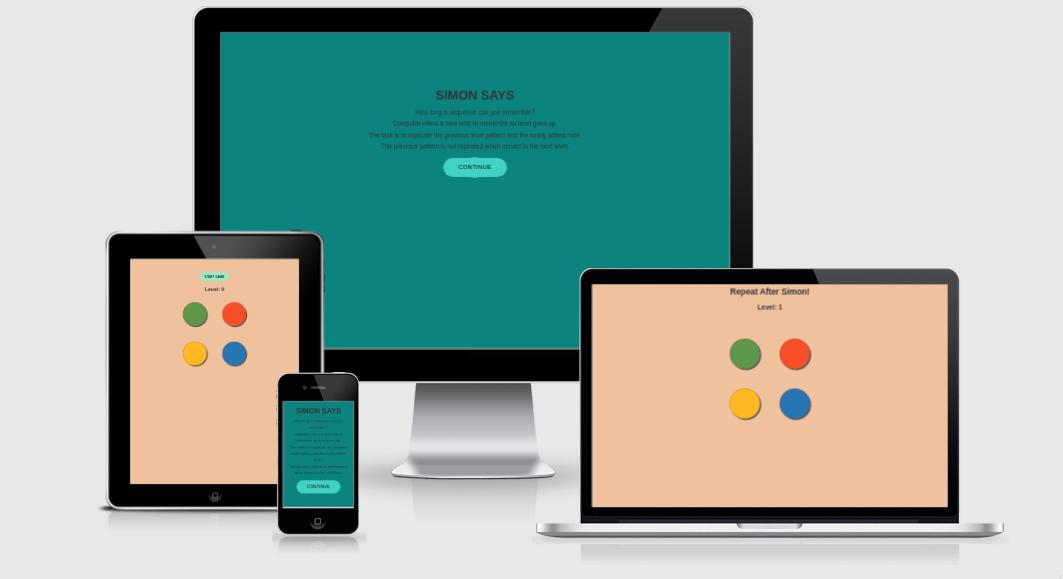 SIMON SAYS
How long a sequence can you remember?
Computer offers a new note to memorize as level goes up.
The task is to replicate the previous level pattern and the newly added note.
The previous pattern is not repeated when moved to the next level.
CONTINUE
START GAME
Level: 0
Repeat After Simon!
Level: 1
SIMON SAYS
CONTINUE